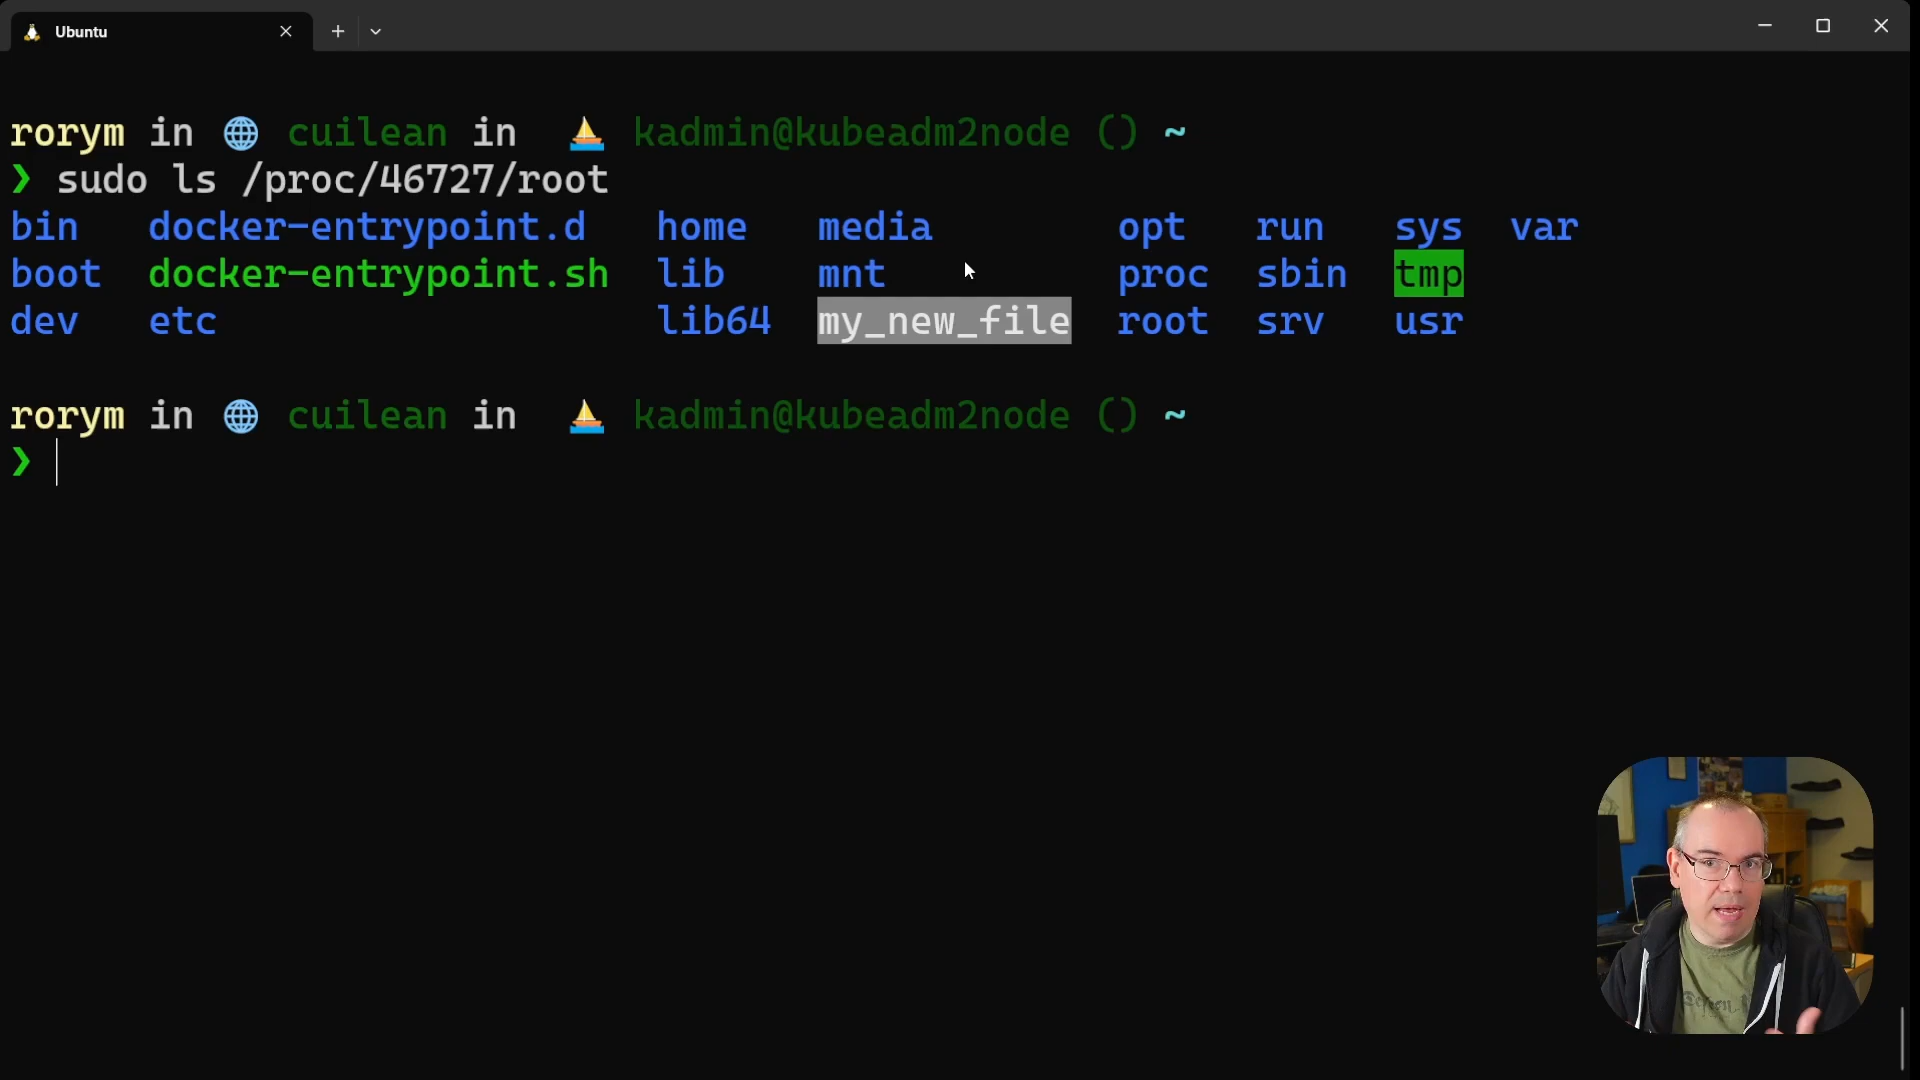 Ubuntu
rorym in 🌐 cuilean in ⛵ kadmin@kubeadm2node () ~
❯ sudo ls /proc/46727/root
bin docker-entrypoint.d home media opt run sys var
boot docker-entrypoint.sh lib mnt proc sbin tmp
dev etc lib64 my_new_file root srv usr
rorym in 🌐 cuilean in ⛵ kadmin@kubeadm2node () ~
❯